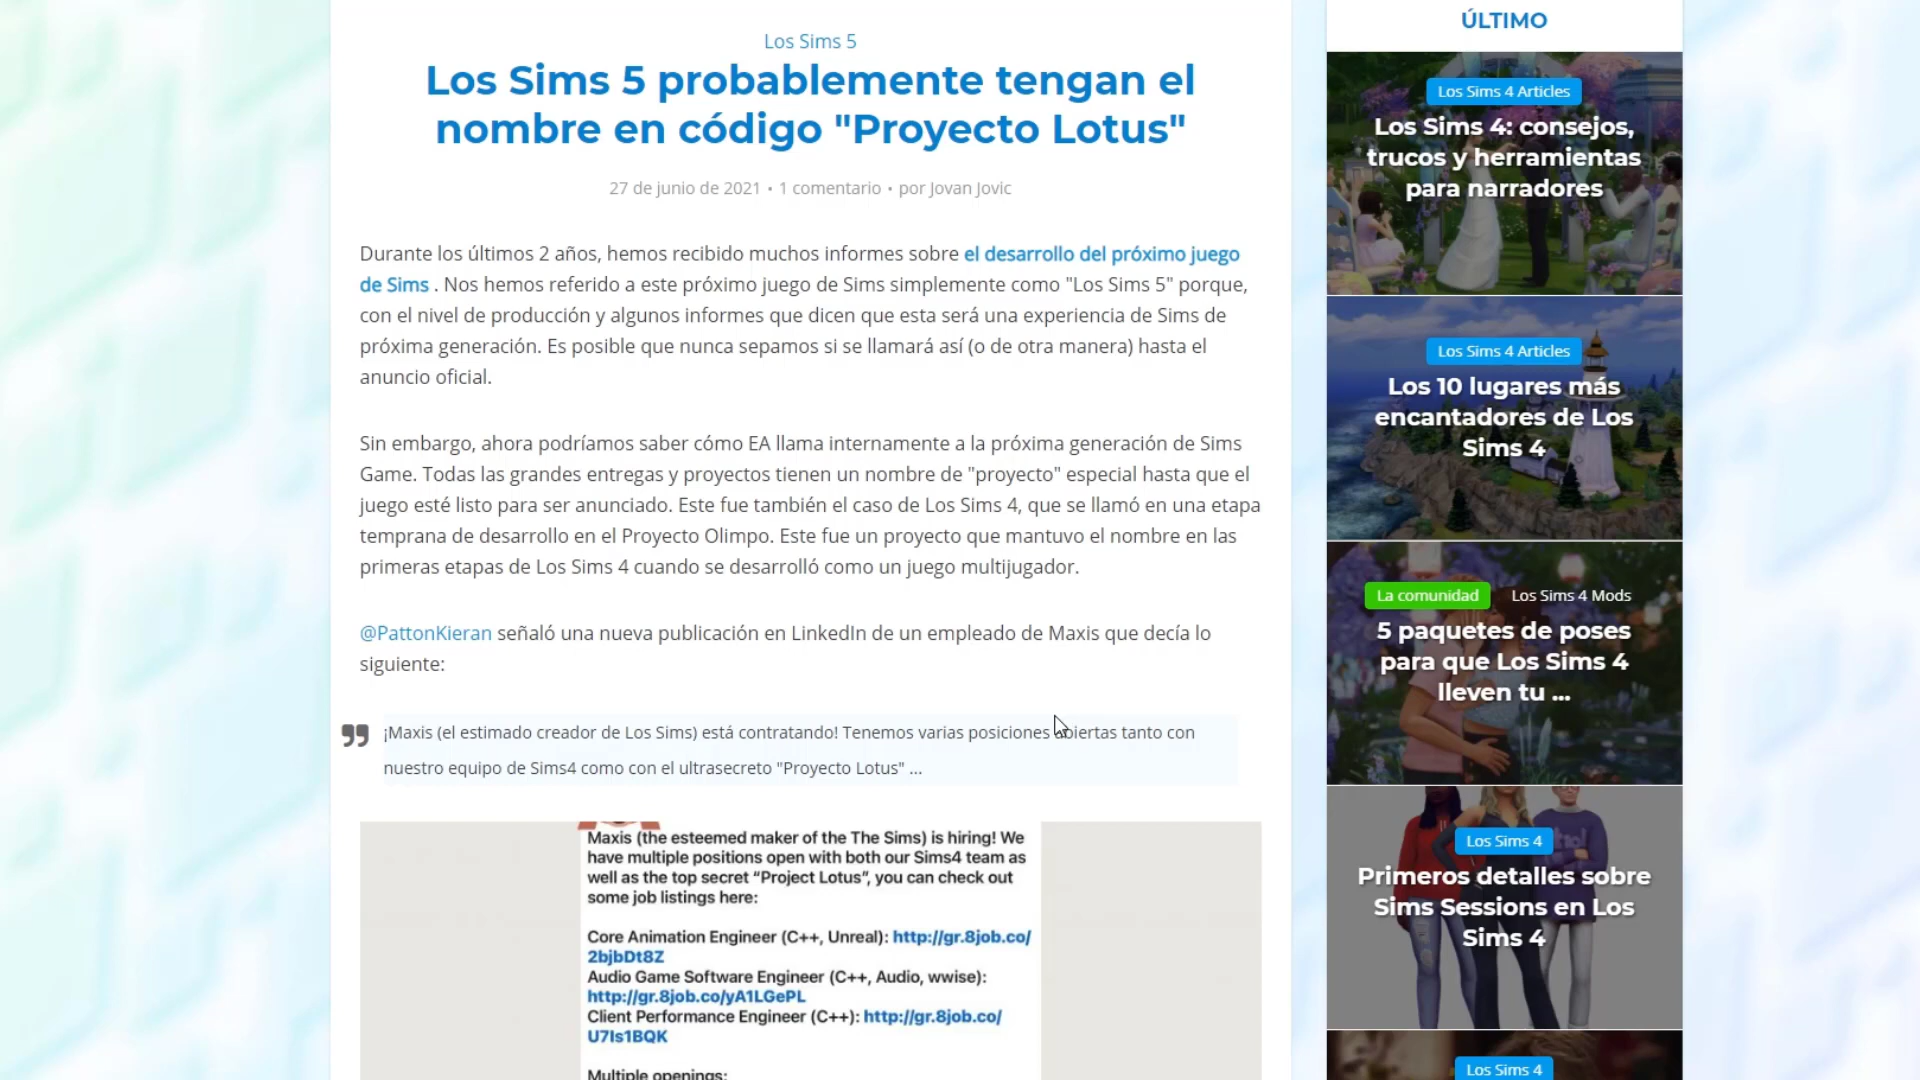 Los Sims 5
Los Sims 5 probablemente tengan el
nombre en código "Proyecto Lotus"
27 de junio de 2021 • 1 comentario • por Jovan Jovic
Durante los últimos 2 años, hemos recibido muchos informes sobre el desarrollo del próximo juego
de Sims . Nos hemos referido a este próximo juego de Sims simplemente como "Los Sims 5" porque,
con el nivel de producción y algunos informes que dicen que esta será una experiencia de Sims de
próxima generación. Es posible que nunca sepamos si se llamará así (o de otra manera) hasta el
anuncio oficial.
Sin embargo, ahora podríamos saber cómo EA llama internamente a la próxima generación de Sims
Game. Todas las grandes entregas y proyectos tienen un nombre de "proyecto" especial hasta que el
juego esté listo para ser anunciado. Este fue también el caso de Los Sims 4, que se llamó en una etapa
temprana de desarrollo en el Proyecto Olimpo. Este fue un proyecto que mantuvo el nombre en las
primeras etapas de Los Sims 4 cuando se desarrolló como un juego multijugador.
@PattonKieran señaló una nueva publicación en LinkedIn de un empleado de Maxis que decía lo
siguiente:
¡Maxis (el estimado creador de Los Sims) está contratando! Tenemos varias posiciones abiertas tanto con
nuestro equipo de Sims4 como con el ultrasecreto "Proyecto Lotus" ...
Maxis (the esteemed maker of the The Sims) is hiring! We
have multiple positions open with both our Sims4 team as
well as the top secret "Project Lotus", you can check out
some job listings here:
Core Animation Engineer (C++, Unreal): http://gr.8job.co/
2bjbDt8Z
Audio Game Software Engineer (C++, Audio, wwise):
http://gr.8job.co/yA1LGePL
Client Performance Engineer (C++): http://gr.8job.co/
U7Is1BQK
Multiple openings:
ÚLTIMO
Los Sims 4 Articles
Los Sims 4: consejos,
trucos y herramientas
para narradores
Los Sims 4 Articles
Los 10 lugares más
encantadores de Los
Sims 4
La comunidad Los Sims 4 Mods
5 paquetes de poses
para que Los Sims 4
lleven tu ...
Los Sims 4
Primeros detalles sobre
Sims Sessions en Los
Sims 4
Los Sims 4